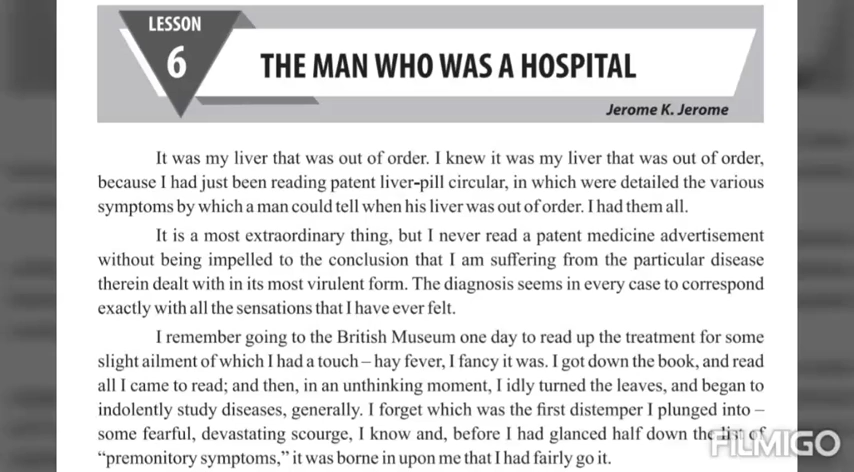 LESSON
6
THE MAN WHO WAS A HOSPITAL
Jerome K. Jerome
It was my liver that was out of order. I knew it was my liver that was out of order,
because I had just been reading patent liver-pill circular, in which were detailed the various
symptoms by which a man could tell when his liver was out of order. I had them all.
It is a most extraordinary thing, but I never read a patent medicine advertisement
without being impelled to the conclusion that I am suffering from the particular disease
therein dealt with in its most virulent form. The diagnosis seems in every case to correspond
exactly with all the sensations that I have ever felt.
I remember going to the British Museum one day to read up the treatment for some
slight ailment of which I had a touch – hay fever, I fancy it was. I got down the book, and read
all I came to read; and then, in an unthinking moment, I idly turned the leaves, and began to
indolently study diseases, generally. I forget which was the first distemper I plunged into –
some fearful, devastating scourge, I know and, before I had glanced half down the list of
“premonitory symptoms,” it was borne in upon me that I had fairly go it.
FILMIGO